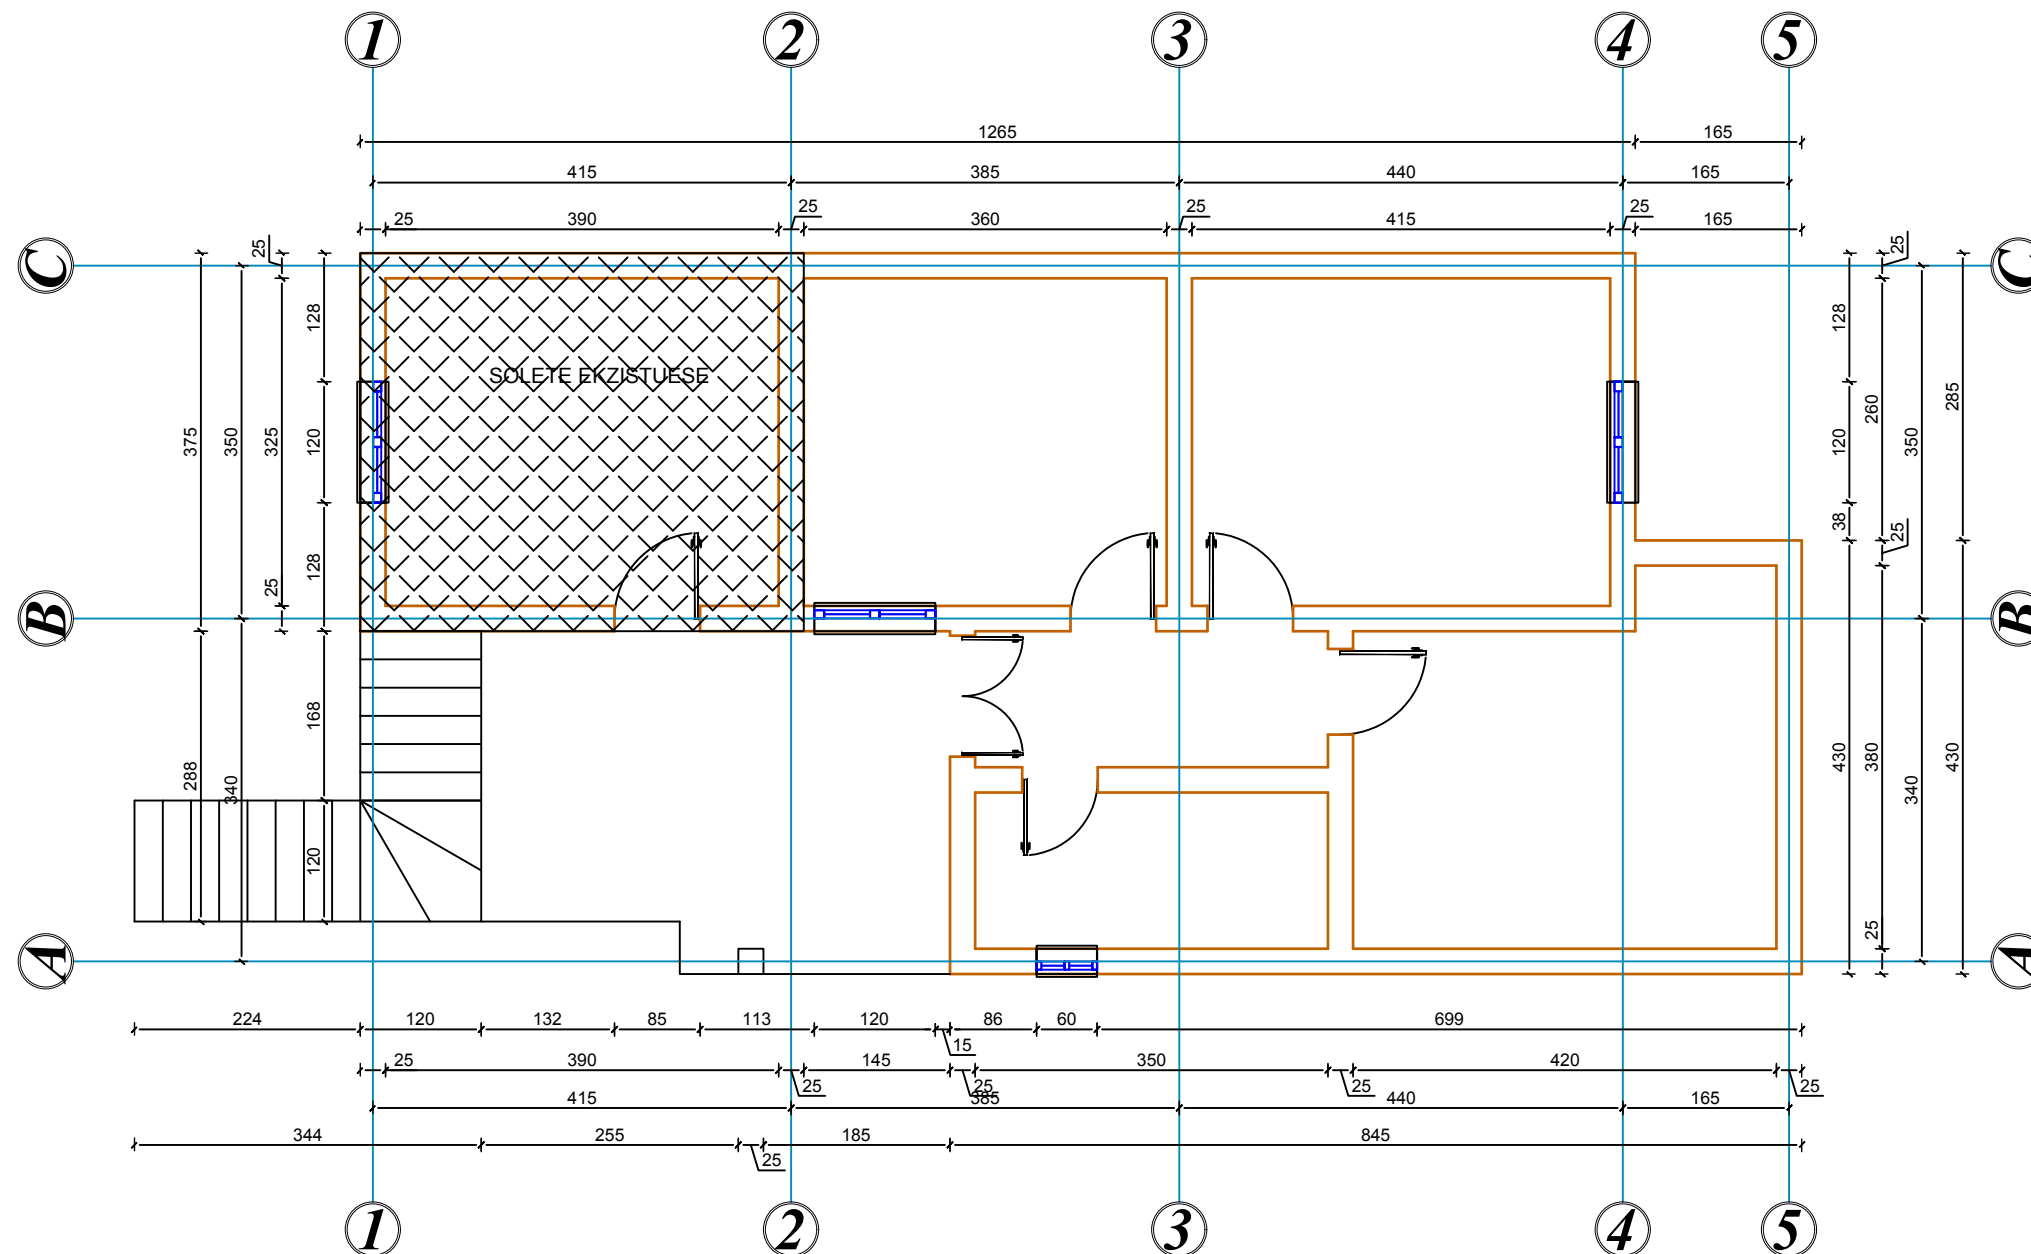 1 2 3 4 5
1265 165
415 385 440 165
25 390 25 360 25 415 25 165
C C
25 25
128 128
SOLETE EKZISTUESE
375 350 325 120 120 260 350 285
38 25
128
25
B B
168
288 340 430 380 340 430
120
25
A A
224 120 132 85 113 120 15 86 60 699
25 390 25 145 25 350 25 420 25
415 385 440 165
344 255 25 185 845
1 2 3 4 5